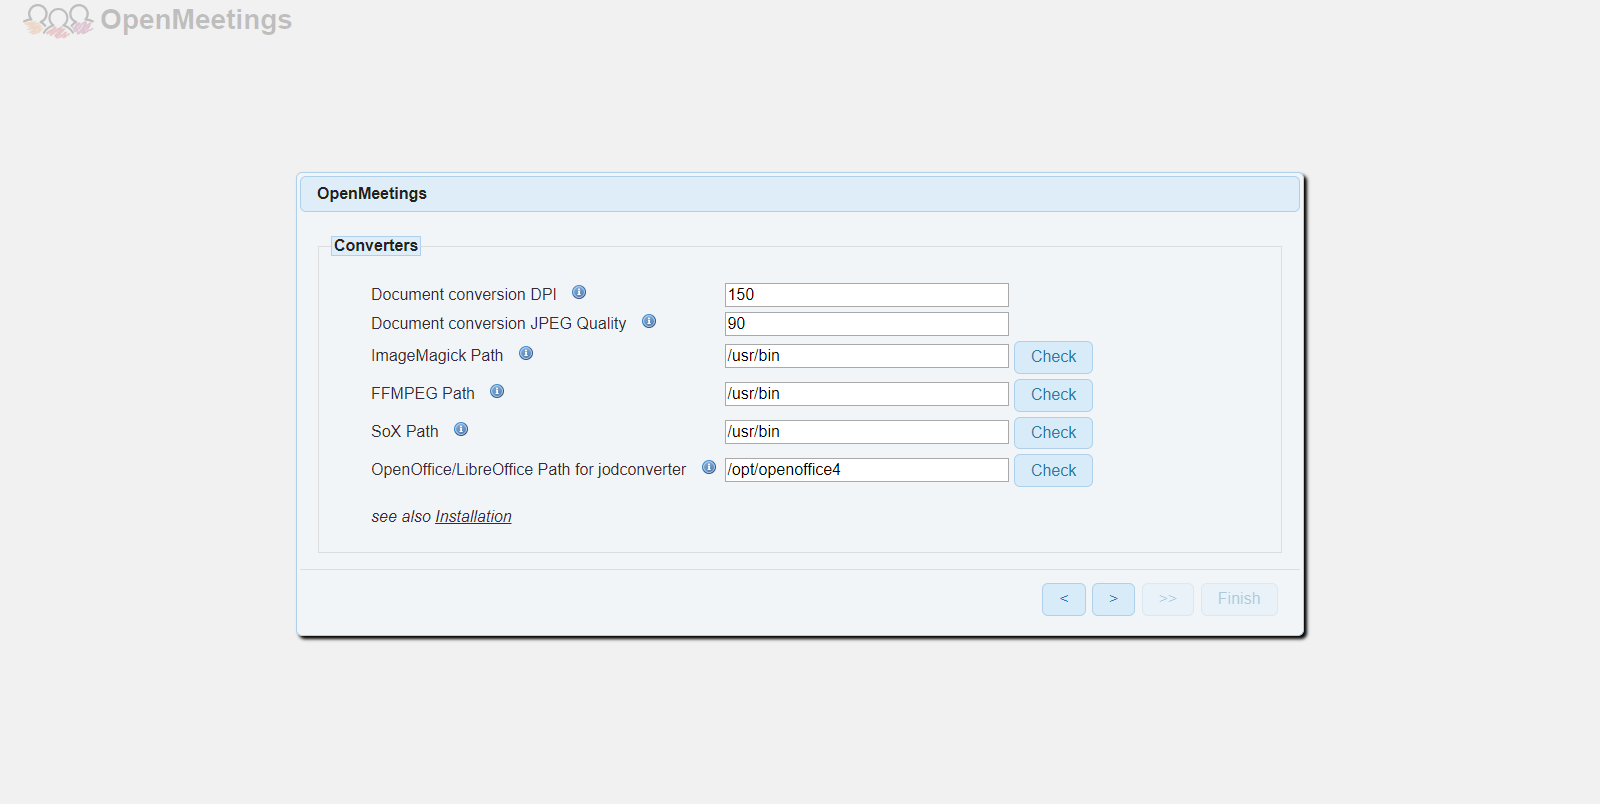 OpenMeetings
OpenMeetings
Converters
Document conversion DPI 150
Document conversion JPEG Quality 90
ImageMagick Path /usr/bin Check
FFMPEG Path /usr/bin Check
SoX Path /usr/bin Check
OpenOffice/LibreOffice Path for jodconverter /opt/openoffice4 Check
see also Installation
< > >> Finish